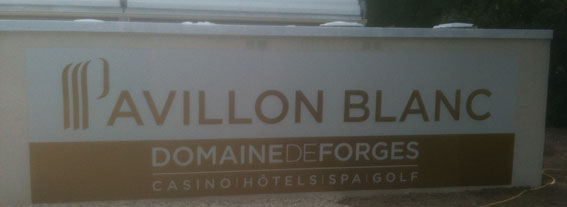 PAVILLON BLANC
DOMAINEDEFORGES
CASINO|HÔTELS|SPA|GOLF